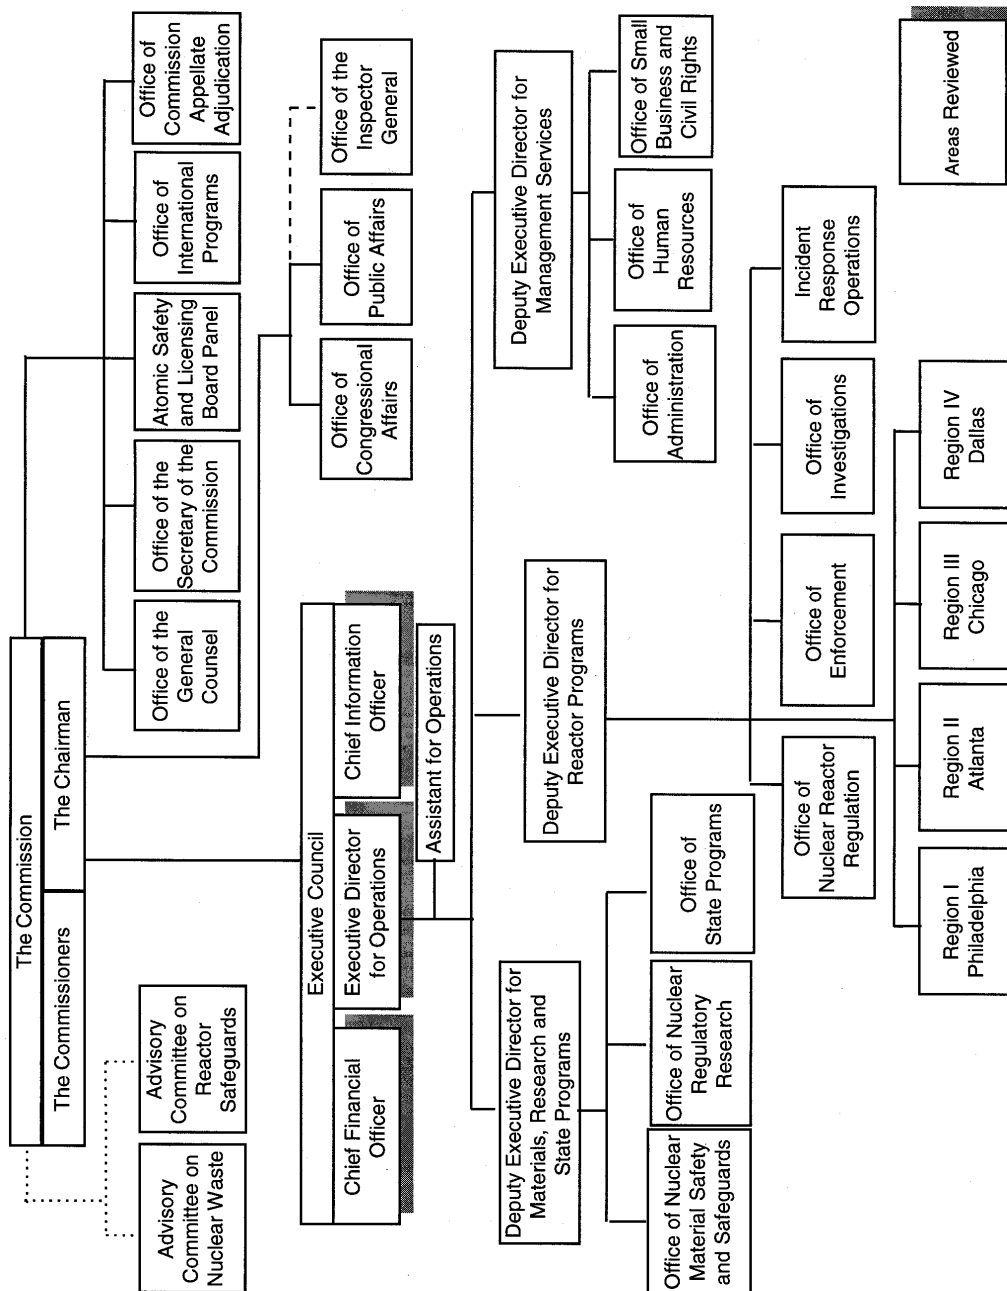 The Commission
The Commissioners
The Chairman
Advisory
Committee on
Nuclear Waste
Advisory
Committee on
Reactor
Safeguards
Office of the
General
Counsel
Office of the
Secretary of the
Commission
Atomic Safety
and Licensing
Board Panel
Office of
International
Programs
Office of
Commission
Appellate
Adjudication
Office of
Congressional
Affairs
Office of
Public Affairs
Office of the
Inspector
General
Executive Council
Chief Financial
Officer
Executive Director
for Operations
Chief Information
Officer
Assistant for Operations
Deputy Executive Director for
Materials, Research and
State Programs
Deputy Executive Director for
Reactor Programs
Deputy Executive Director for
Management Services
Office of Nuclear
Material Safety
and Safeguards
Office of Nuclear
Regulatory
Research
Office of
State Programs
Office of
Administration
Office of
Human
Resources
Office of Small
Business and
Civil Rights
Office of
Nuclear Reactor
Regulation
Office of
Enforcement
Office of
Investigations
Incident
Response
Operations
Region I
Philadelphia
Region II
Atlanta
Region III
Chicago
Region IV
Dallas
Areas Reviewed